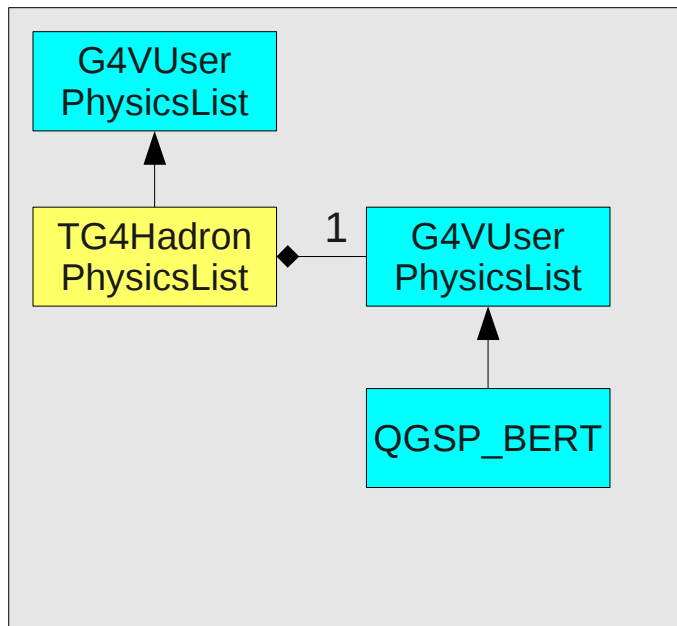 G4VUser
PhysicsList
TG4Hadron
PhysicsList
1
G4VUser
PhysicsList
QGSP_BERT